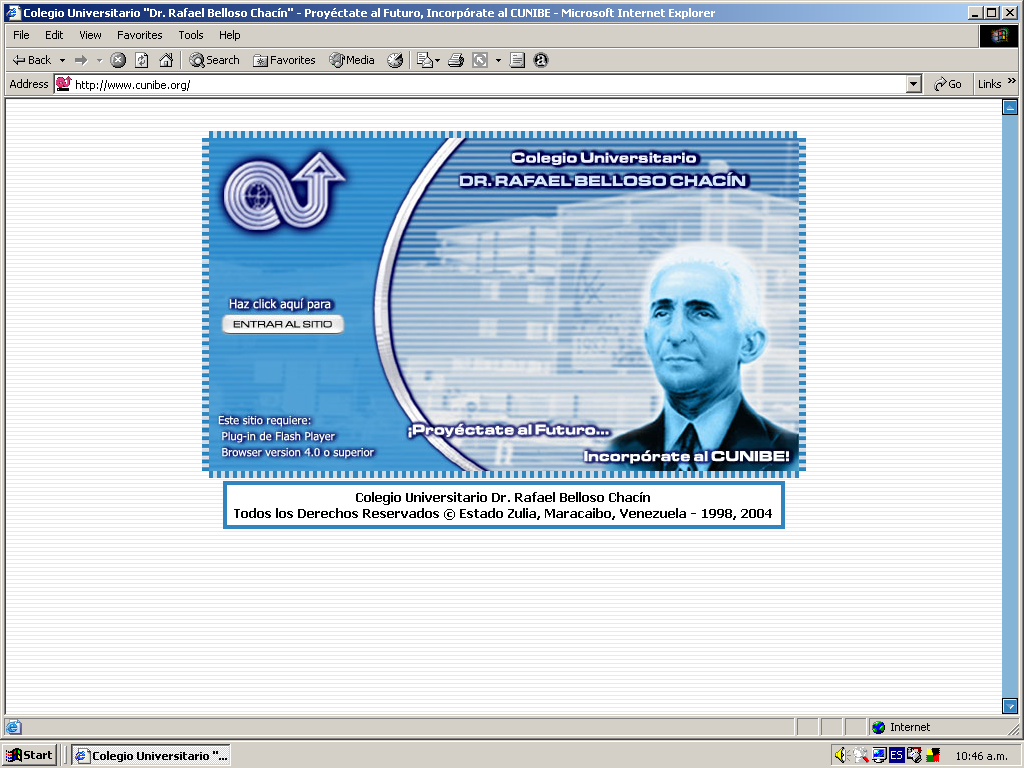 Colegio Universitario "Dr. Rafael Belloso Chacín" - Proyéctate al Futuro, Incorpórate al CUNIBE - Microsoft Internet Explorer
File Edit View Favorites Tools Help
Back Search Favorites Media
Address http://www.cunibe.org/ Go Links »
Colegio Universitario
DR. RAFAEL BELLOSO CHACÍN
Haz click aquí para
ENTRAR AL SITIO
Este sitio requiere:
Plug-in de Flash Player
Browser version 4.0 o superior
¡Proyéctate al Futuro...
Incorpórate al CUNIBE!
Colegio Universitario Dr. Rafael Belloso Chacín
Todos los Derechos Reservados © Estado Zulia, Maracaibo, Venezuela - 1998, 2004
Internet
Start Colegio Universitario "... ES 10:46 a.m.